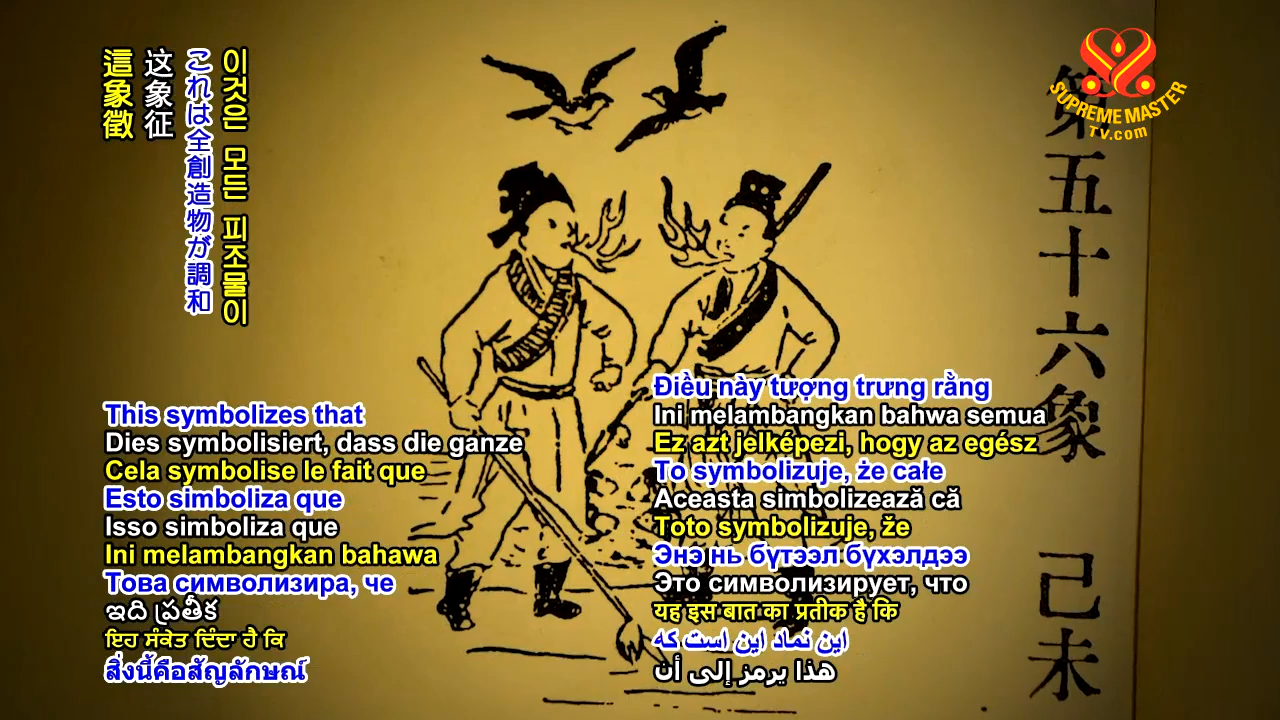 이것은 모든 피조물이
これは全創造物が調和
这象征
這象徵
SUPREME MASTER
TV.com
第五十六象 己未
This symbolizes that
Dies symbolisiert, dass die ganze
Cela symbolise le fait que
Esto simboliza que
Isso simboliza que
Ini melambangkan bahawa
Това символизира, че
ఇది ప్రతీక
ਇਹ ਸੰਕੇਤ ਦਿੰਦਾ ਹੈ ਕਿ
สิ่งนี้คือสัญลักษณ์
Điều này tượng trưng rằng
Ini melambangkan bahwa semua
Ez azt jelképezi, hogy az egész
To symbolizuje, że całe
Aceasta simbolizează că
Toto symbolizuje, že
Энэ нь бүтээл бүхэлдээ
Это символизирует, что
यह इस बात का प्रतीक है कि
این نماد این است که
هذا يرمز إلى أن